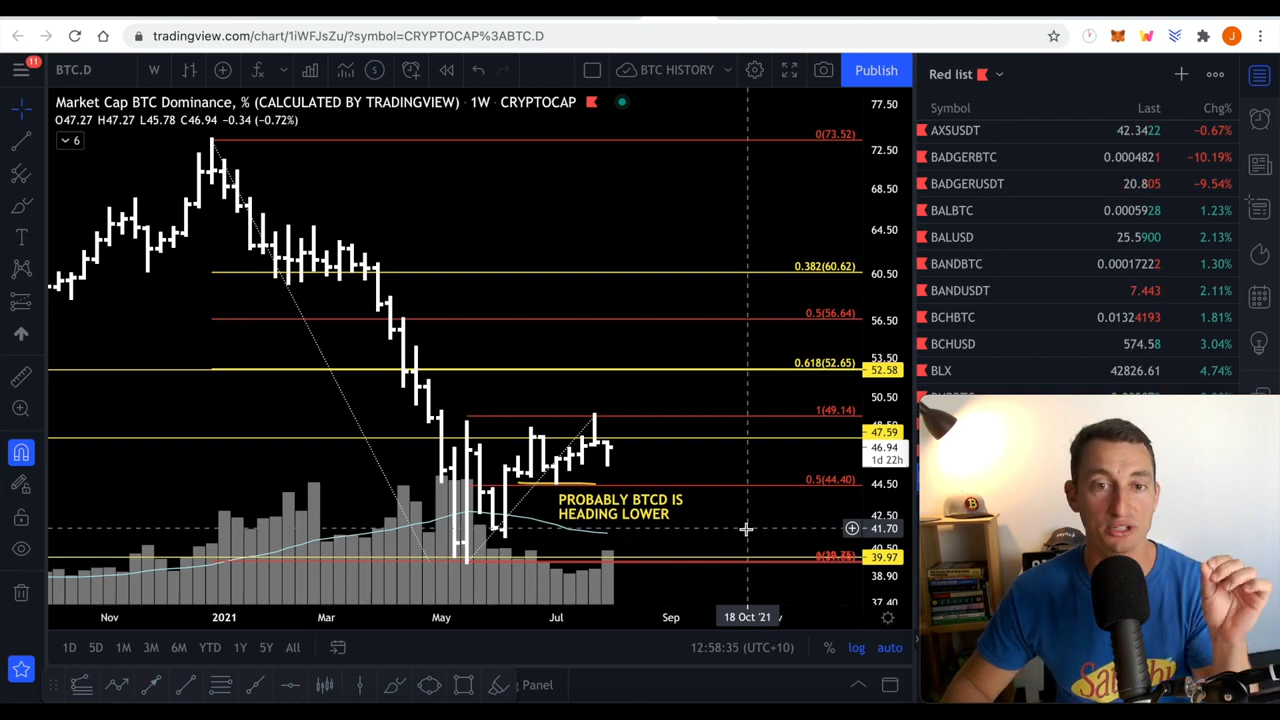 tradingview.com/chart/1iWFJsZu/?symbol=CRYPTOCAP%3ABTC.D
J
11
BTC.D
W
BTC HISTORY
Publish
Market Cap BTC Dominance, % (CALCULATED BY TRADINGVIEW) · 1W · CRYPTOCAP
O47.27 H47.27 L45.78 C46.94 −0.34 (−0.72%)
6
0(73.52)
0.382(60.62)
0.5(56.64)
0.618(52.65)
1(49.14)
0.5(44.40)
PROBABLY BTCD IS
HEADING LOWER
77.50
72.50
68.50
64.50
60.50
56.50
53.50
52.58
50.50
47.59
46.94
1d 22h
44.50
42.50
41.70
39.97
38.90
37.40
Nov
2021
Mar
May
Jul
Sep
18 Oct '21
1D
5D
1M
3M
6M
YTD
1Y
5Y
All
12:58:35 (UTC+10)
%
log
auto
Panel
Red list
Symbol
Last
Chg%
AXSUSDT 42.3422 −0.67%
BADGERBTC 0.0004821 −10.19%
BADGERUSDT 20.805 −9.54%
BALBTC 0.0005928 1.23%
BALUSD 25.5900 2.13%
BANDBTC 0.00017222 1.30%
BANDUSDT 7.443 2.11%
BCHBTC 0.01324193 1.81%
BCHUSD 574.58 3.04%
BLX 42826.61 4.74%